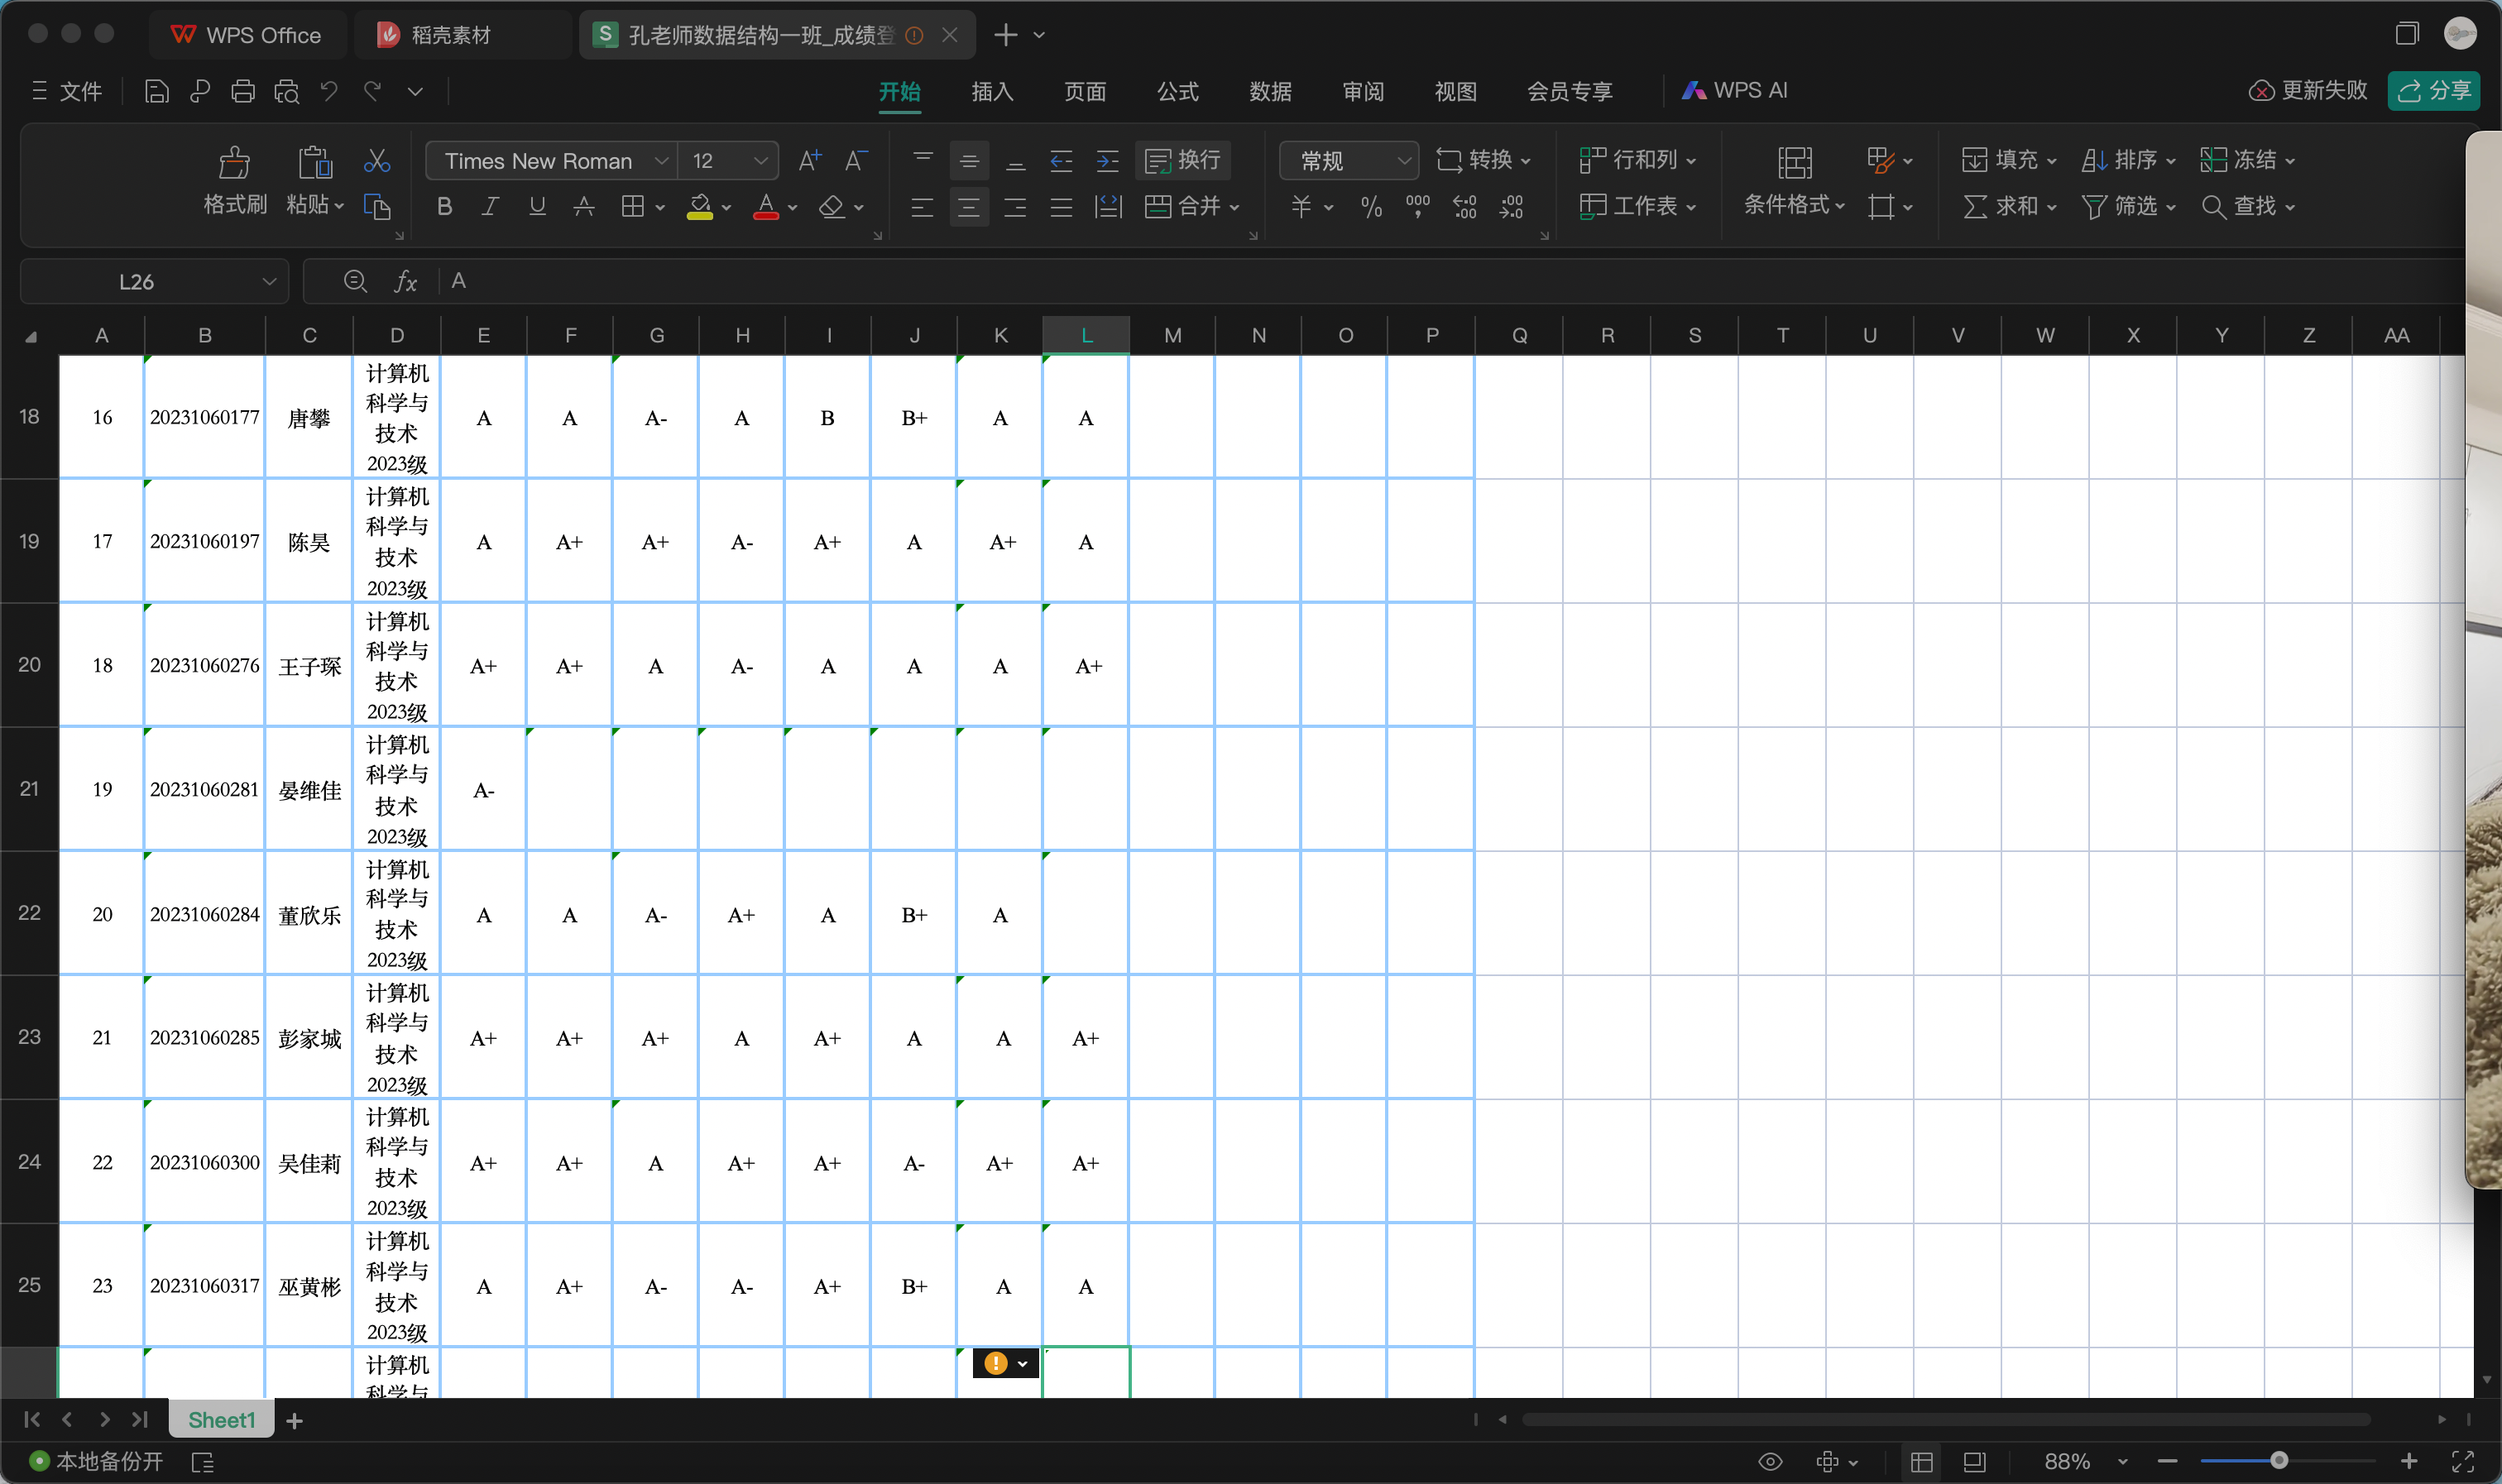 WPS Office 稻壳素材 孔老师数据结构一班_成绩登
文件 开始 插入 页面 公式 数据 审阅 视图 会员专享 WPS AI 更新失败 分享
Times New Roman 12 A+ A- 换行 常规 转换 行和列 填充 排序 冻结
格式刷 粘贴 B I U A A 合并 % 000 工作表 条件格式 求和 筛选 查找
L26 fx A
A B C D E F G H I J K L M N O P Q R S T U V W X Y Z AA
18 16 20231060177 唐攀 计算机科学与技术2023级 A A A- A B B+ A A
19 17 20231060197 陈昊 计算机科学与技术2023级 A A+ A+ A- A+ A A+ A
20 18 20231060276 王子琛 计算机科学与技术2023级 A+ A+ A A- A A A A+
21 19 20231060281 晏维佳 计算机科学与技术2023级 A-
22 20 20231060284 董欣乐 计算机科学与技术2023级 A A A- A+ A B+ A
23 21 20231060285 彭家城 计算机科学与技术2023级 A+ A+ A+ A A+ A A A+
24 22 20231060300 吴佳莉 计算机科学与技术2023级 A+ A+ A A+ A+ A- A+ A+
25 23 20231060317 巫黄彬 计算机科学与技术2023级 A A+ A- A- A+ B+ A A
计算机
科学与
Sheet1
本地备份开 88%